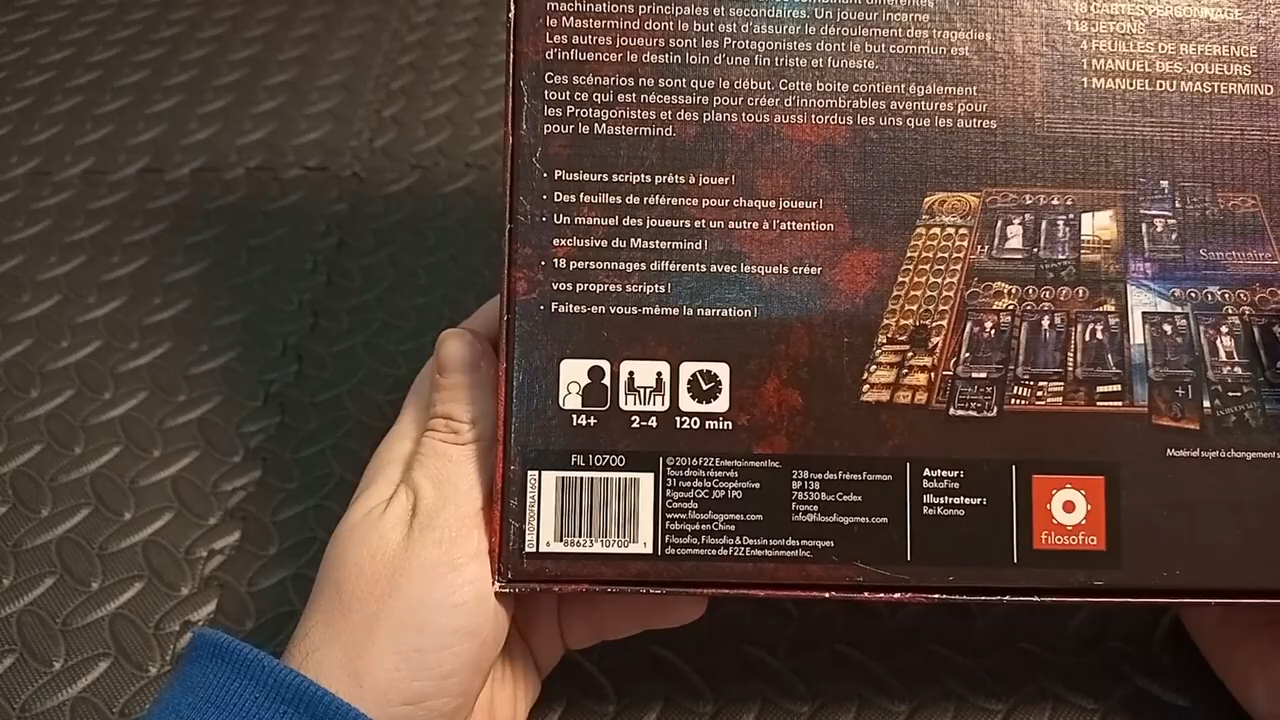 combinant différentes
machinations principales et secondaires. Un joueur incarne
le Mastermind dont le but est d'assurer le déroulement des tragédies.
Les autres joueurs sont les Protagonistes dont le but commun est
d'influencer le destin loin d'une fin triste et funeste.
Ces scénarios ne sont que le début. Cette boite contient également
tout ce qui est nécessaire pour créer d'innombrables aventures pour
les Protagonistes et des plans tous aussi tordus les uns que les autres
pour le Mastermind.
• Plusieurs scripts prêts à jouer !
• Des feuilles de référence pour chaque joueur !
• Un manuel des joueurs et un autre à l'attention
exclusive du Mastermind !
• 18 personnages différents avec lesquels créer
vos propres scripts !
• Faites-en vous-même la narration !
18 CARTES PERSONNAGE
118 JETONS
4 FEUILLES DE RÉFÉRENCE
1 MANUEL DES JOUEURS
1 MANUEL DU MASTERMIND
Sanctuaire
+1
14+
2-4
120 min
Matériel sujet à changement s
FIL 10700
01-10700FRLA16Q1
6 88623 10700 1
© 2016 F2Z Entertainment Inc.
Tous droits réservés
31 rue de la Coopérative
Rigaud QC J0P 1P0
Canada
www.filosofiagames.com
Fabriqué en Chine
238 rue des Frères Farman
BP 138
78530 Buc Cedex
France
info@filosofiagames.com
Filosofia, Filosofia & Dessin sont des marques
de commerce de F2Z Entertainment Inc.
Auteur :
BakaFire
Illustrateur :
Rei Konno
filosofia